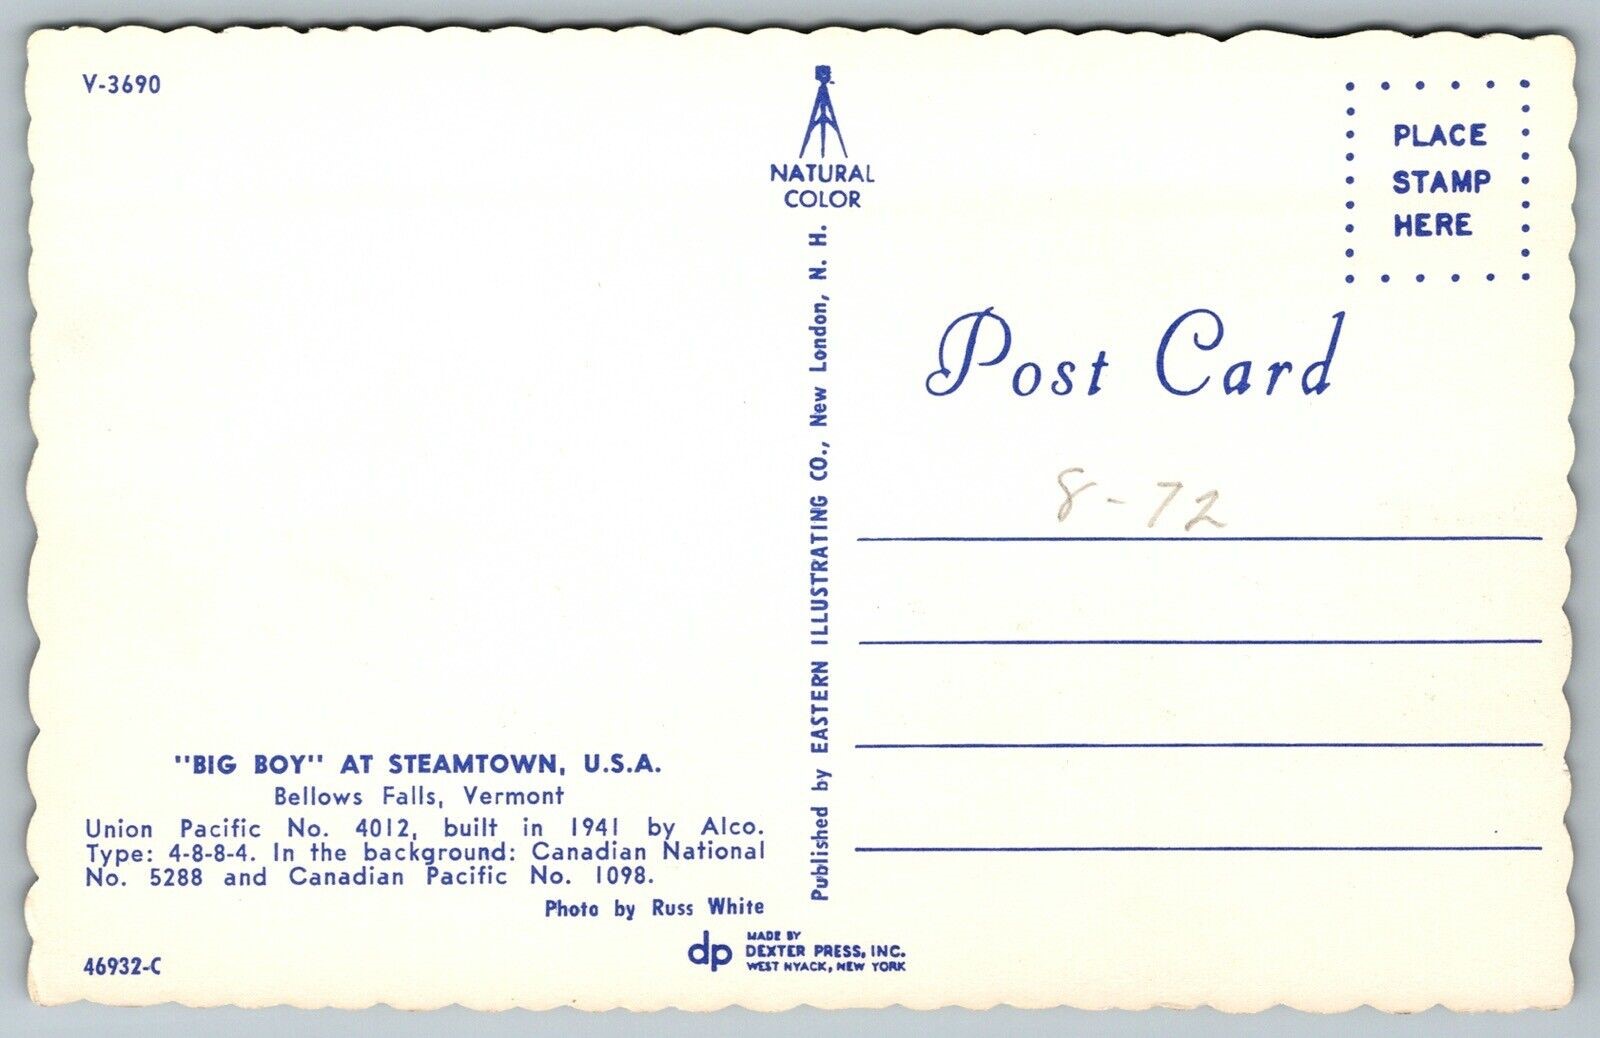 V-3690
NATURAL
COLOR
PLACE
STAMP
HERE
Post Card
8-72
Published by EASTERN ILLUSTRATING CO., New London, N. H.
"BIG BOY" AT STEAMTOWN, U.S.A.
Bellows Falls, Vermont
Union Pacific No. 4012, built in 1941 by Alco.
Type: 4-8-8-4. In the background: Canadian National
No. 5288 and Canadian Pacific No. 1098.
Photo by Russ White
46932-C
dp
MADE BY
DEXTER PRESS, INC.
WEST NYACK, NEW YORK